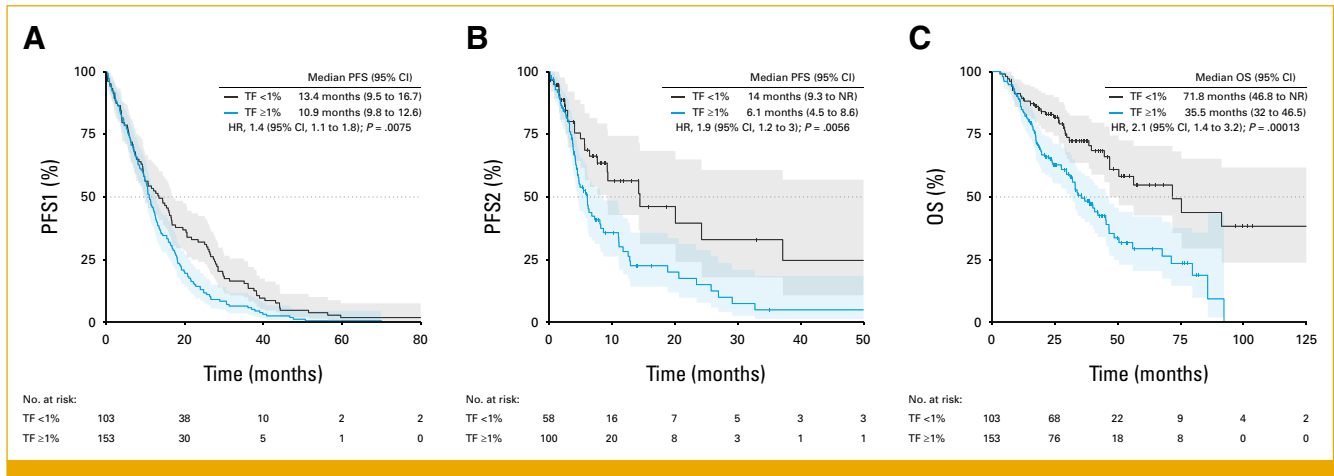 A
PFS1 (%)
100
75
50
25
0
Median PFS (95% CI)
TF <1% 13.4 months (9.5 to 16.7)
TF ≥1% 10.9 months (9.8 to 12.6)
HR, 1.4 (95% CI, 1.1 to 1.8); P = .0075
0 20 40 60 80
Time (months)
No. at risk:
TF <1% 103 38 10 2 2
TF ≥1% 153 30 5 1 0
B
PFS2 (%)
100
75
50
25
0
Median PFS (95% CI)
TF <1% 14 months (9.3 to NR)
TF ≥1% 6.1 months (4.5 to 8.6)
HR, 1.9 (95% CI, 1.2 to 3); P = .0056
0 10 20 30 40 50
Time (months)
No. at risk:
TF <1% 58 16 7 5 3 3
TF ≥1% 100 20 8 3 1 1
C
OS (%)
100
75
50
25
0
Median OS (95% CI)
TF <1% 71.8 months (46.8 to NR)
TF ≥1% 35.5 months (32 to 46.5)
HR, 2.1 (95% CI, 1.4 to 3.2); P = .00013
0 25 50 75 100 125
Time (months)
No. at risk:
TF <1% 103 68 22 9 4 2
TF ≥1% 153 76 18 8 0 0